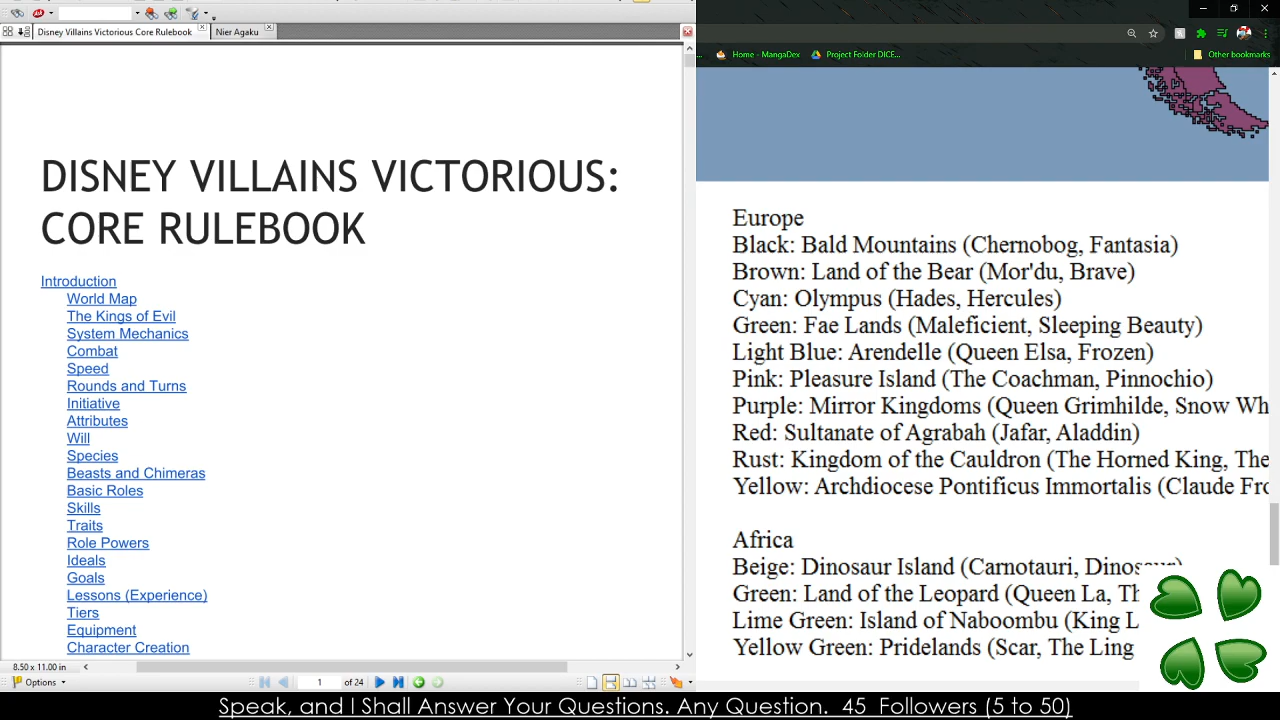 Disney Villains Victorious Core Rulebook
Nier Agaku
Home - MangaDex
Project Folder DICE...
Other bookmarks
DISNEY VILLAINS VICTORIOUS:
CORE RULEBOOK
Introduction
World Map
The Kings of Evil
System Mechanics
Combat
Speed
Rounds and Turns
Initiative
Attributes
Will
Species
Beasts and Chimeras
Basic Roles
Skills
Traits
Role Powers
Ideals
Goals
Lessons (Experience)
Tiers
Equipment
Character Creation
8.50 x 11.00 in
Options
1 of 24
Europe
Black: Bald Mountains (Chernobog, Fantasia)
Brown: Land of the Bear (Mor'du, Brave)
Cyan: Olympus (Hades, Hercules)
Green: Fae Lands (Maleficient, Sleeping Beauty)
Light Blue: Arendelle (Queen Elsa, Frozen)
Pink: Pleasure Island (The Coachman, Pinnochio)
Purple: Mirror Kingdoms (Queen Grimhilde, Snow Wh
Red: Sultanate of Agrabah (Jafar, Aladdin)
Rust: Kingdom of the Cauldron (The Horned King, The
Yellow: Archdiocese Pontificus Immortalis (Claude Fro
Africa
Beige: Dinosaur Island (Carnotauri, Dinosaur)
Green: Land of the Leopard (Queen La, Th
Lime Green: Island of Naboombu (King L
Yellow Green: Pridelands (Scar, The Ling
Speak, and I Shall Answer Your Questions. Any Question. 45 Followers (5 to 50)